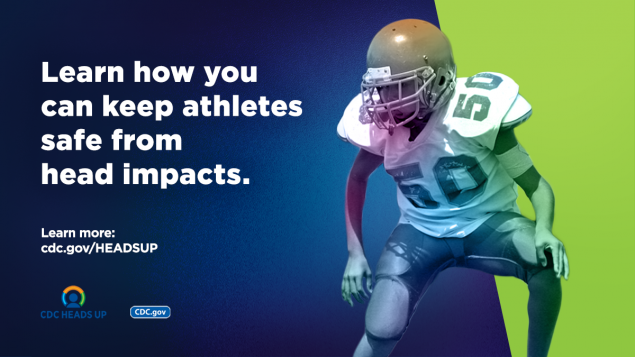 Learn how you
can keep athletes
safe from
head impacts.
Learn more:
cdc.gov/HEADSUP
CDC HEADS UP
CDC.gov
50
50